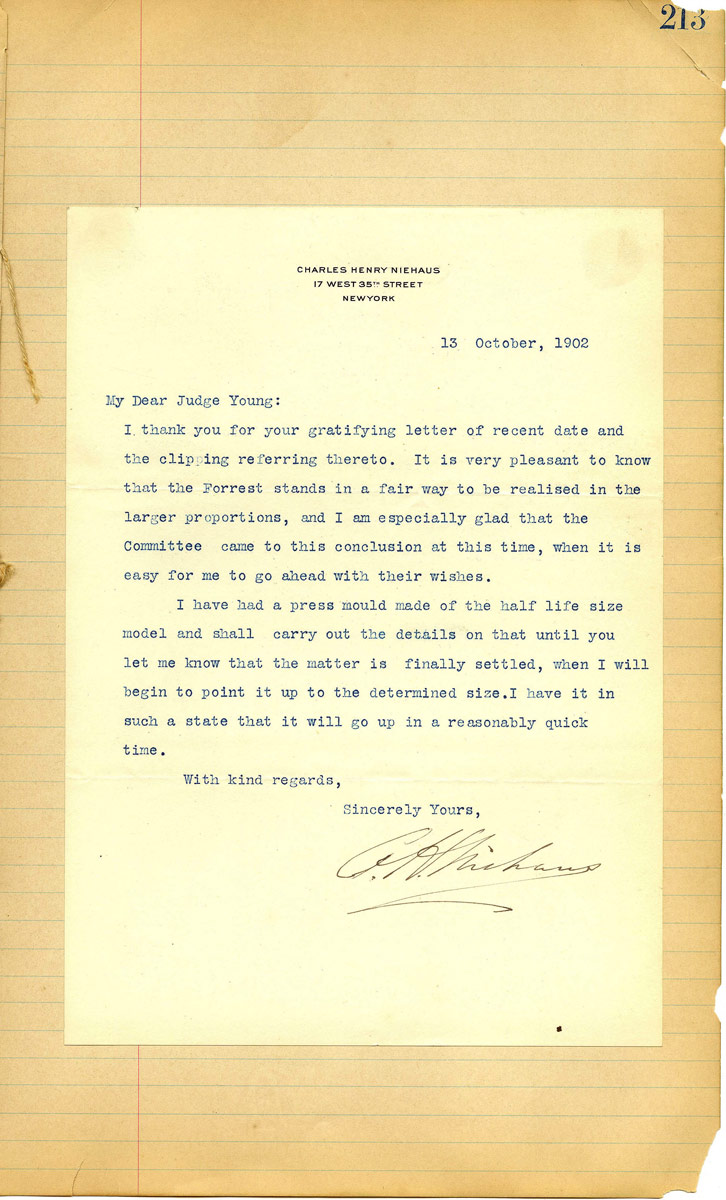 213
CHARLES HENRY NIEHAUS
17 WEST 35TH STREET
NEWYORK
13 October, 1902
My Dear Judge Young:
I thank you for your gratifying letter of recent date and
the clipping referring thereto. It is very pleasant to know
that the Forrest stands in a fair way to be realised in the
larger proportions, and I am especially glad that the
Committee came to this conclusion at this time, when it is
easy for me to go ahead with their wishes.
I have had a press mould made of the half life size
model and shall carry out the details on that until you
let me know that the matter is finally settled, when I will
begin to point it up to the determined size.I have it in
such a state that it will go up in a reasonably quick
time.
With kind regards,
Sincerely Yours,
C. H. Niehaus